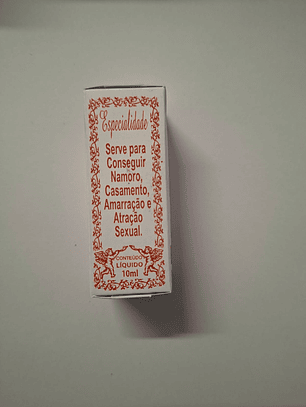 Especialidade
Serve para
Conseguir
Namoro,
Casamento,
Amarração e
Atração
Sexual.
CONTEÚDO
LÍQUIDO
10ml